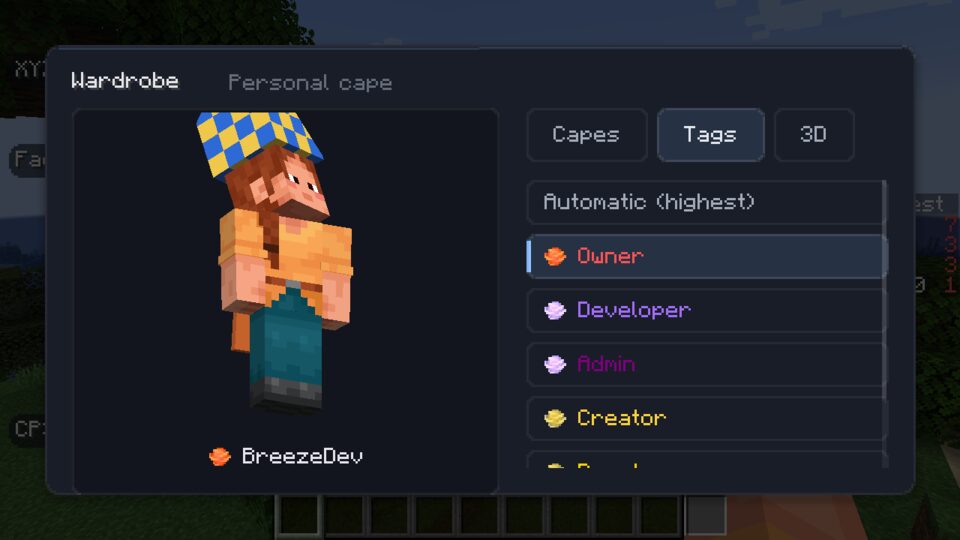 Wardrobe
Personal cape
Capes
Tags
3D
Automatic (highest)
Owner
Developer
Admin
Creator
BreezeDev